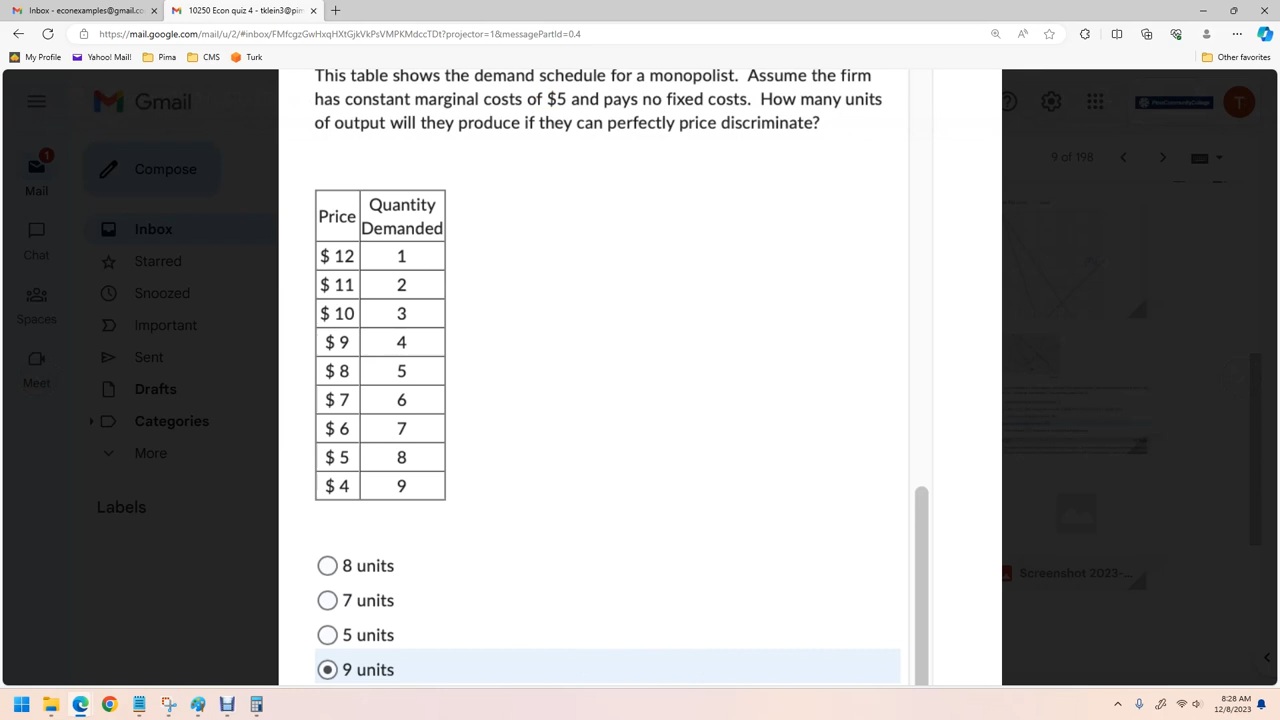 Inbox - econexamples@gmail.co
10250 Econ quiz 4 - tklein3@pim
https://mail.google.com/mail/u/2/#inbox/FMfcgzGwHxqHXtGjkVkPsVMPKMdccTDt?projector=1&messagePartId=0.4
My Profile
Yahoo! Mail!
Pima
CMS
Turk
Other favorites
This table shows the demand schedule for a monopolist. Assume the firm
has constant marginal costs of $5 and pays no fixed costs. How many units
of output will they produce if they can perfectly price discriminate?
Gmail
T
Compose
9 of 198
1
Mail
Chat
Spaces
Meet
Inbox
Starred
Snoozed
Important
Sent
Drafts
Categories
More
Labels
Price Quantity Demanded
$ 12 1
$ 11 2
$ 10 3
$ 9 4
$ 8 5
$ 7 6
$ 6 7
$ 5 8
$ 4 9
8 units
7 units
5 units
9 units
Screenshot 2023-...
8:28 AM
12/8/2023